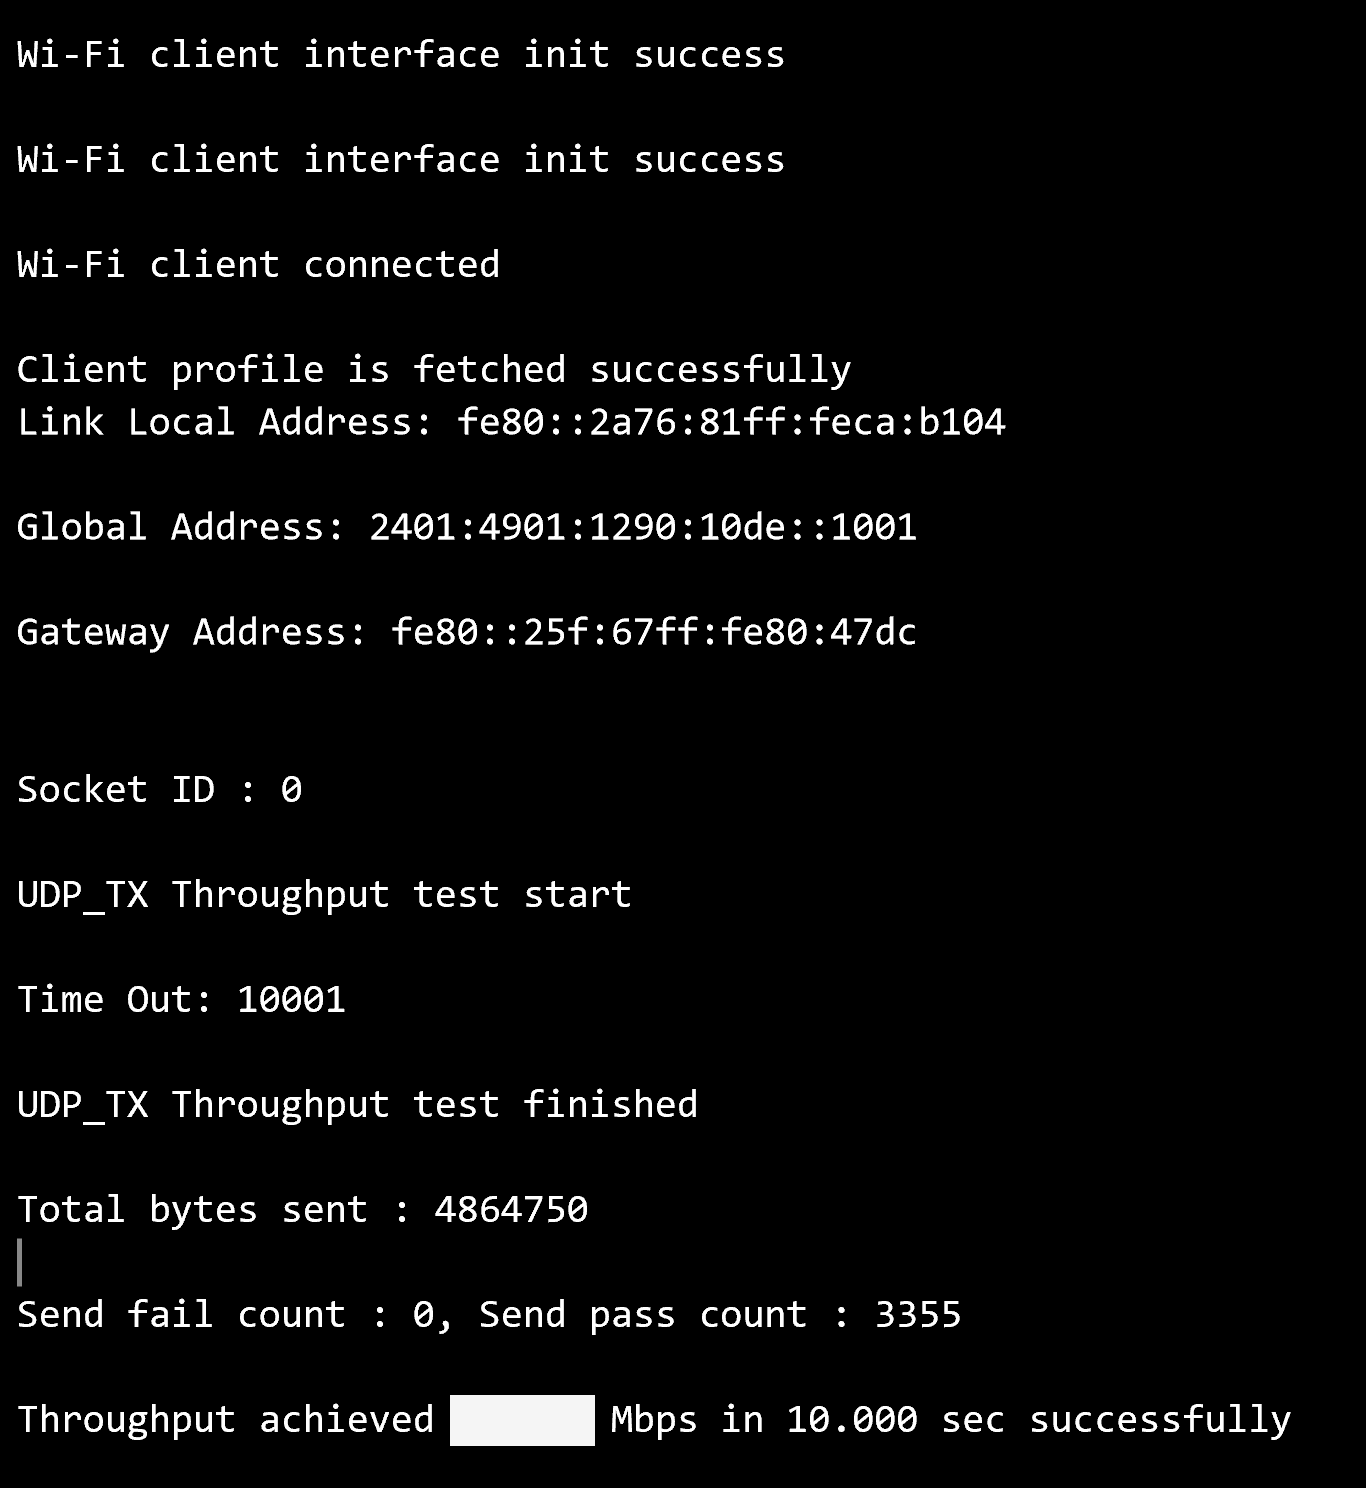 Wi-Fi client interface init success
Wi-Fi client interface init success
Wi-Fi client connected
Client profile is fetched successfully
Link Local Address: fe80::2a76:81ff:feca:b104
Global Address: 2401:4901:1290:10de::1001
Gateway Address: fe80::25f:67ff:fe80:47dc
Socket ID : 0
UDP_TX Throughput test start
Time Out: 10001
UDP_TX Throughput test finished
Total bytes sent : 4864750
Send fail count : 0, Send pass count : 3355
Throughput achieved Mbps in 10.000 sec successfully